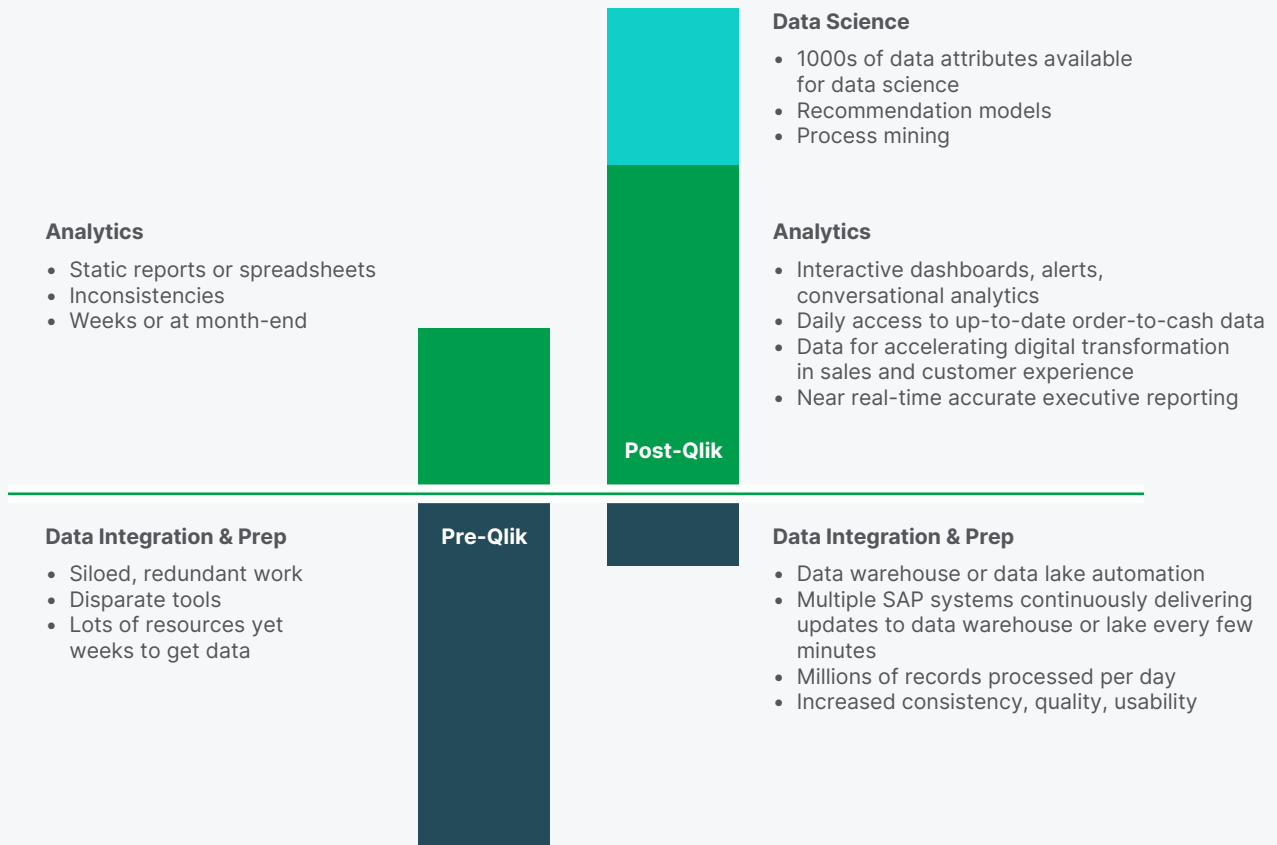 Data Science
• 1000s of data attributes available
for data science
• Recommendation models
• Process mining
Analytics
• Static reports or spreadsheets
• Inconsistencies
• Weeks or at month-end
Analytics
• Interactive dashboards, alerts,
conversational analytics
• Daily access to up-to-date order-to-cash data
• Data for accelerating digital transformation
in sales and customer experience
• Near real-time accurate executive reporting
Post-Qlik
Data Integration & Prep
• Siloed, redundant work
• Disparate tools
• Lots of resources yet
weeks to get data
Pre-Qlik
Data Integration & Prep
• Data warehouse or data lake automation
• Multiple SAP systems continuously delivering
updates to data warehouse or lake every few
minutes
• Millions of records processed per day
• Increased consistency, quality, usability